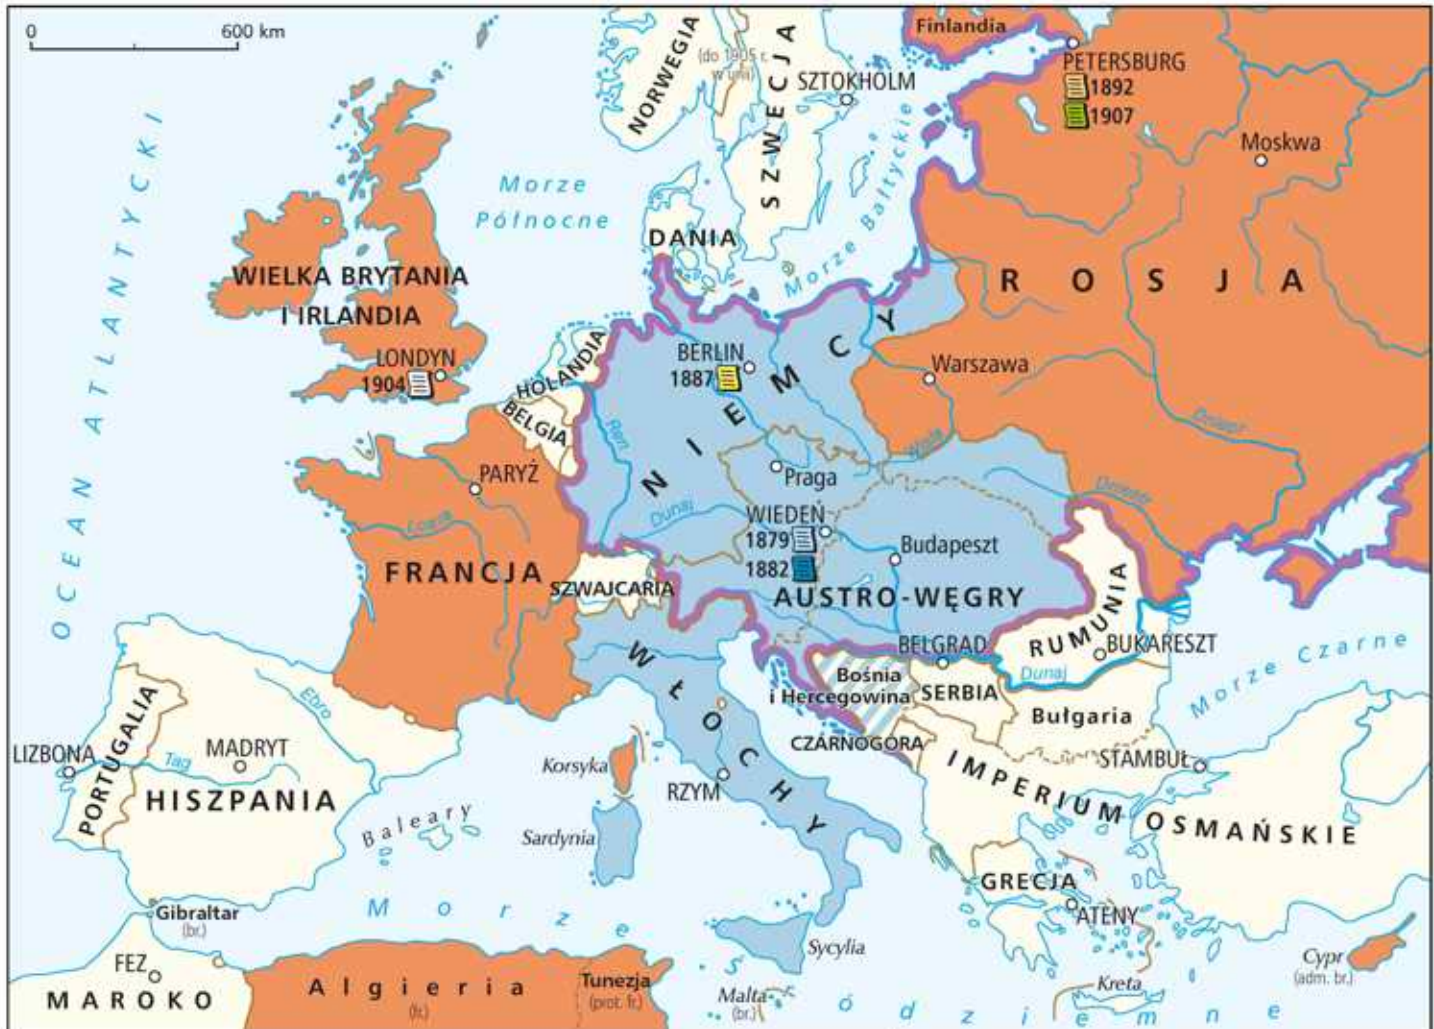 0 600 km
NORWEGIA
(do 1905 r.
w unii)
SZWECJA
SZTOKHOLM
Finlandia
PETERSBURG
1892
1907
Moskwa
OCEAN ATLANTYCKI
Morze
Północne
Morze Bałtyckie
DANIA
ROSJA
WIELKA BRYTANIA
I IRLANDIA
LONDYN
1904
HOLANDIA
BELGIA
BERLIN
1887
NIEMCY
Warszawa
Ren
Wisła
Dniepr
Dniestr
PARYŻ
Praga
Loara
Dunaj
WIEDEŃ
1879
1882
Budapeszt
FRANCJA
SZWAJCARIA
AUSTRO-WĘGRY
RUMUNIA
BELGRAD
BUKARESZT
Dunaj
Morze Czarne
WŁOCHY
Bośnia
i Hercegowina
SERBIA
Bułgaria
CZARNOGÓRA
STAMBUŁ
PORTUGALIA
LIZBONA
MADRYT
Tag
Ebro
HISZPANIA
Baleary
Korsyka
Sardynia
RZYM
IMPERIUM OSMAŃSKIE
GRECJA
ATENY
Gibraltar
(br.)
Morze Śródziemne
Sycylia
Kreta
Cypr
(adm. br.)
FEZ
MAROKO
Algieria
(fr.)
Tunezja
(prot. fr.)
Malta
(br.)